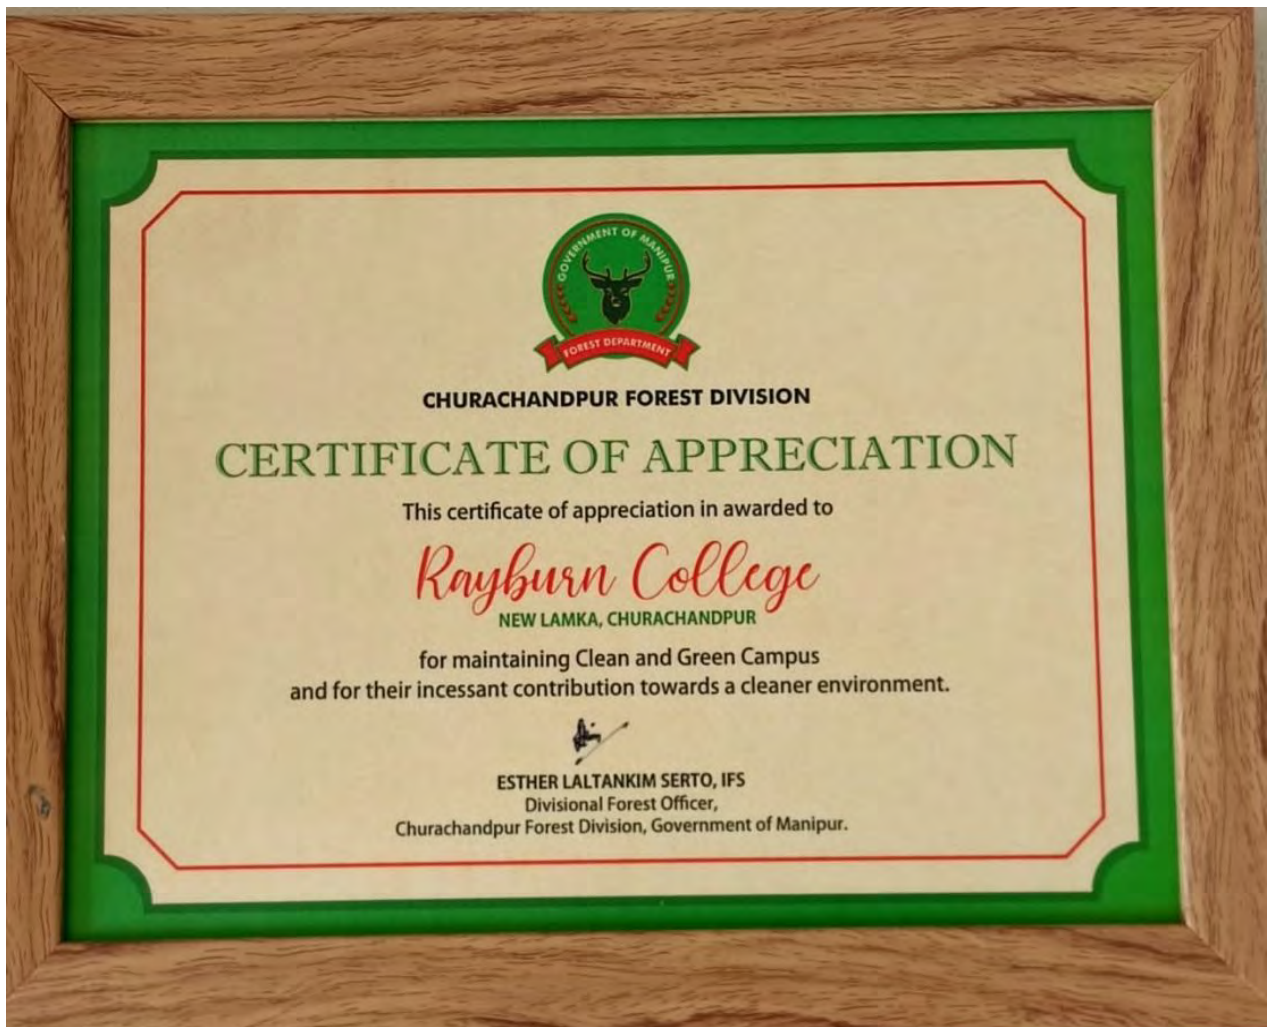 GOVERNMENT OF MANIPUR
FOREST DEPARTMENT
CHURACHANDPUR FOREST DIVISION
CERTIFICATE OF APPRECIATION
This certificate of appreciation in awarded to
Rayburn College
NEW LAMKA, CHURACHANDPUR
for maintaining Clean and Green Campus
and for their incessant contribution towards a cleaner environment.
ESTHER LALTANKIM SERTO, IFS
Divisional Forest Officer,
Churachandpur Forest Division, Government of Manipur.